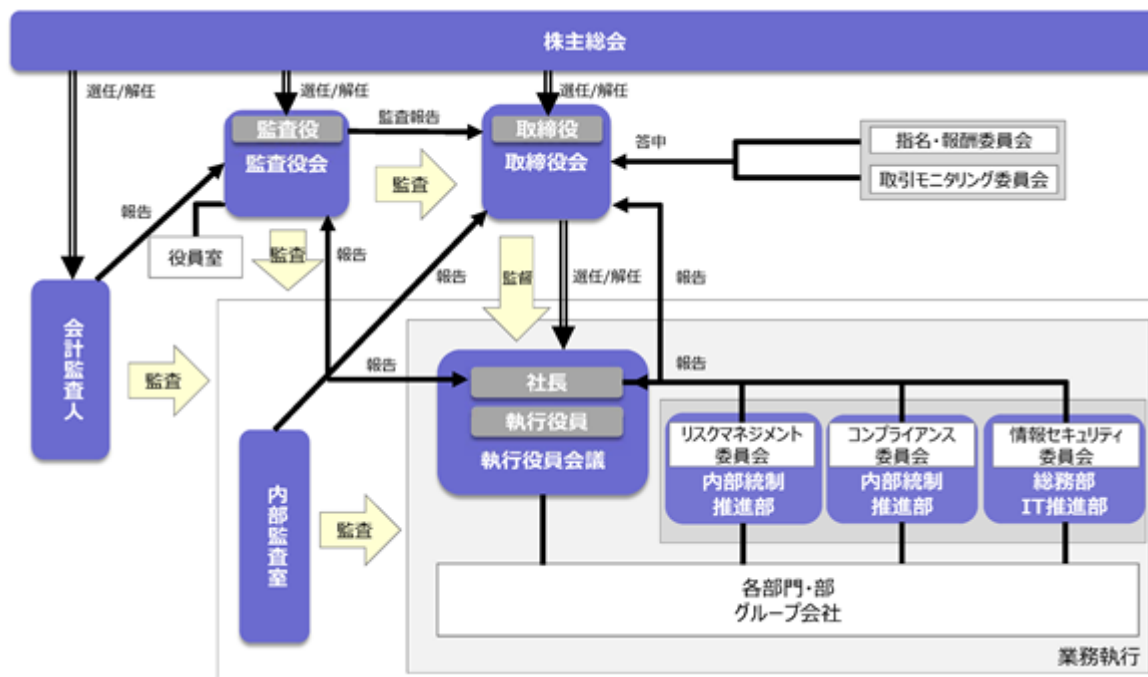 株主総会
選任/解任
選任/解任
選任/解任
監査役
監査役会
監査報告
取締役
取締役会
答申
指名・報酬委員会
取引モニタリング委員会
監査
報告
役員室
監査
報告
報告
監督
選任/解任
報告
会計監査人
監査
報告
報告
社長
執行役員
執行役員会議
リスクマネジメント
委員会
内部統制
推進部
コンプライアンス
委員会
内部統制
推進部
情報セキュリティ
委員会
総務部
IT推進部
内部監査室
監査
各部門・部
グループ会社
業務執行